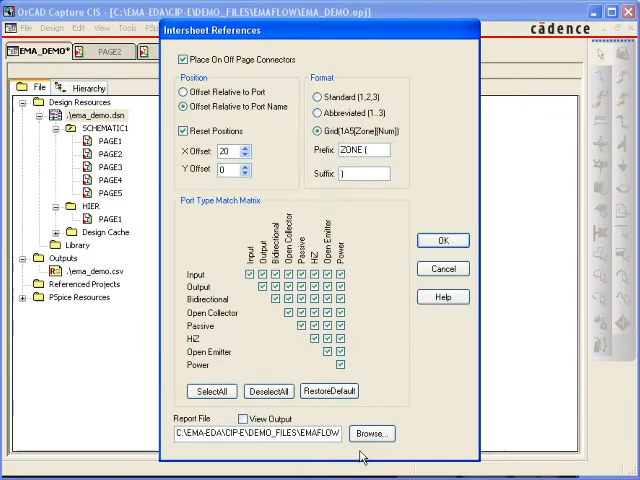 OrCAD Capture CIS - [C:\EMA-EDA\CIP-E\DEMO_FILES\EMAFLOW\EMA_DEMO.opj]
File Design Edit View Tools
cādence
EMA_DEMO*
PAGE2
File
Hierarchy
Design Resources
.\ema_demo.dsn
SCHEMATIC1
PAGE1
PAGE2
PAGE3
PAGE4
PAGE5
HIER
PAGE1
Design Cache
Library
Outputs
.\ema_demo.csv
Referenced Projects
PSpice Resources
Intersheet References
Place On Off Page Connectors
Position
Offset Relative to Port
Offset Relative to Port Name
Reset Positions
X Offset: 20
Y Offset 0
Format
Standard (1,2,3)
Abbreviated (1..3)
Grid(1A5[Zone][Num])
Prefix ZONE (
Suffix )
Port Type Match Matrix
Input
Output
Bidirectional
Open Collector
Passive
HiZ
Open Emitter
Power
Input
Output
Bidirectional
Open Collector
Passive
HiZ
Open Emitter
Power
SelectAll
DeselectAll
RestoreDefault
Report File
View Output
C:\EMA-EDA\CIP-E\DEMO_FILES\EMAFLOW
Browse...
OK
Cancel
Help